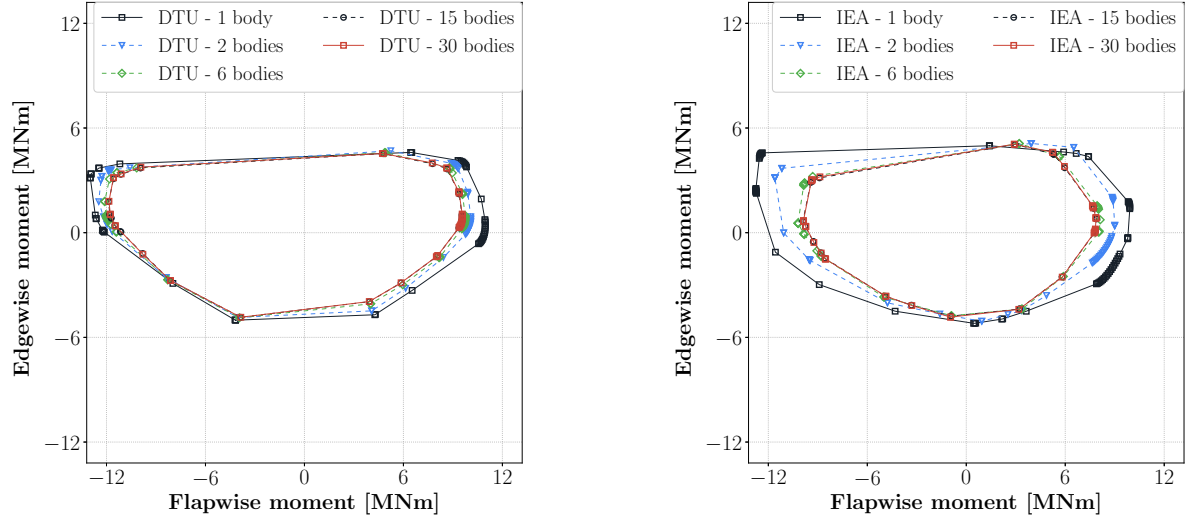 DTU - 1 body
DTU - 2 bodies
DTU - 6 bodies
DTU - 15 bodies
DTU - 30 bodies
12
6
0
−6
−12
Edgewise moment [MNm]
−12 −6 0 6 12
Flapwise moment [MNm]
IEA - 1 body
IEA - 2 bodies
IEA - 6 bodies
IEA - 15 bodies
IEA - 30 bodies
12
6
0
−6
−12
Edgewise moment [MNm]
−12 −6 0 6 12
Flapwise moment [MNm]